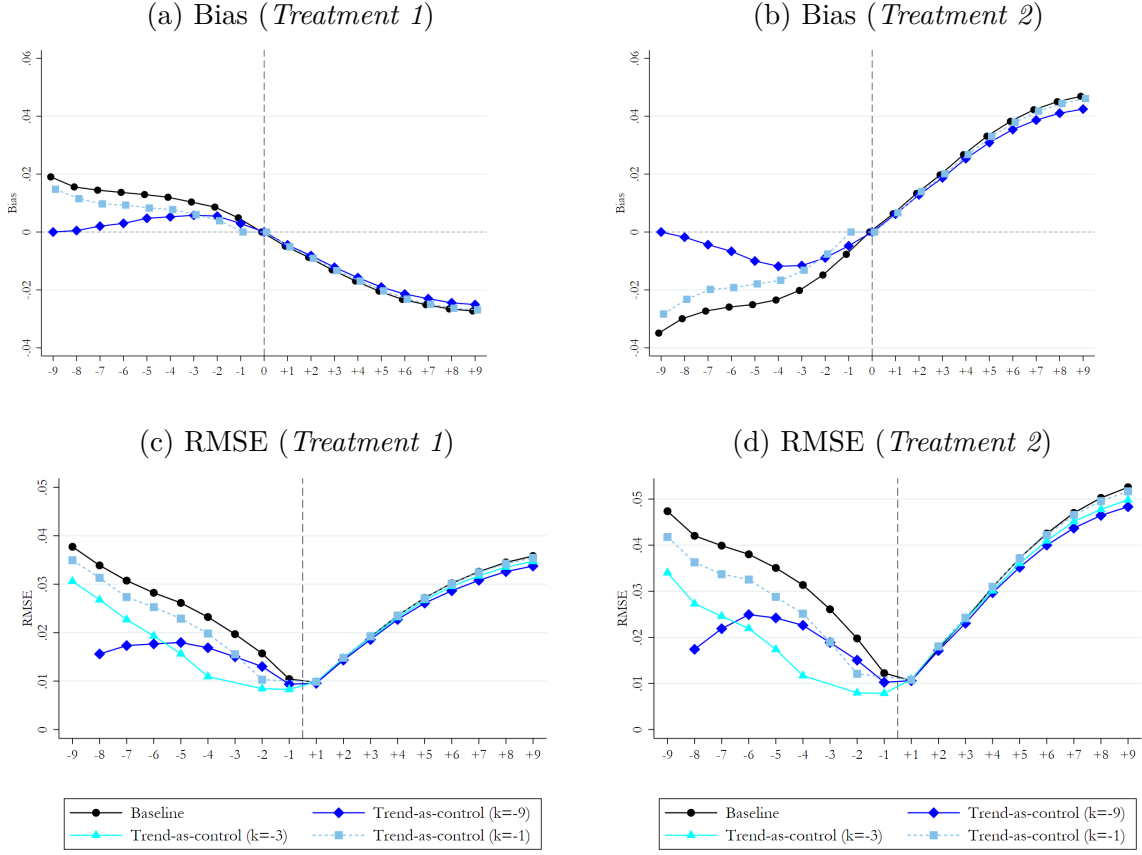 (a) Bias (Treatment 1)
(b) Bias (Treatment 2)
.06
.04
.02
0
-.02
-.04
Bias
-9 -8 -7 -6 -5 -4 -3 -2 -1 0 +1 +2 +3 +4 +5 +6 +7 +8 +9
.06
.04
.02
0
-.02
-.04
Bias
-9 -8 -7 -6 -5 -4 -3 -2 -1 0 +1 +2 +3 +4 +5 +6 +7 +8 +9
(c) RMSE (Treatment 1)
(d) RMSE (Treatment 2)
.05
.04
.03
.02
.01
0
RMSE
-9 -8 -7 -6 -5 -4 -3 -2 -1 +1 +2 +3 +4 +5 +6 +7 +8 +9
.05
.04
.03
.02
.01
0
RMSE
-9 -8 -7 -6 -5 -4 -3 -2 -1 +1 +2 +3 +4 +5 +6 +7 +8 +9
Baseline
Trend-as-control (k=-9)
Trend-as-control (k=-3)
Trend-as-control (k=-1)
Baseline
Trend-as-control (k=-9)
Trend-as-control (k=-3)
Trend-as-control (k=-1)